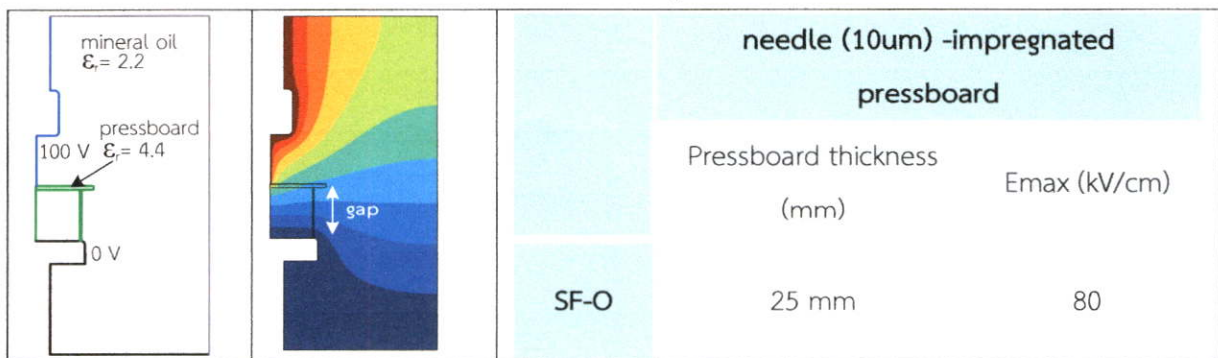 mineral oil
εᵣ= 2.2
pressboard
100 V εᵣ= 4.4
0 V
gap
needle (10um) -impregnated
pressboard
Pressboard thickness
(mm)
Emax (kV/cm)
SF-O
25 mm
80